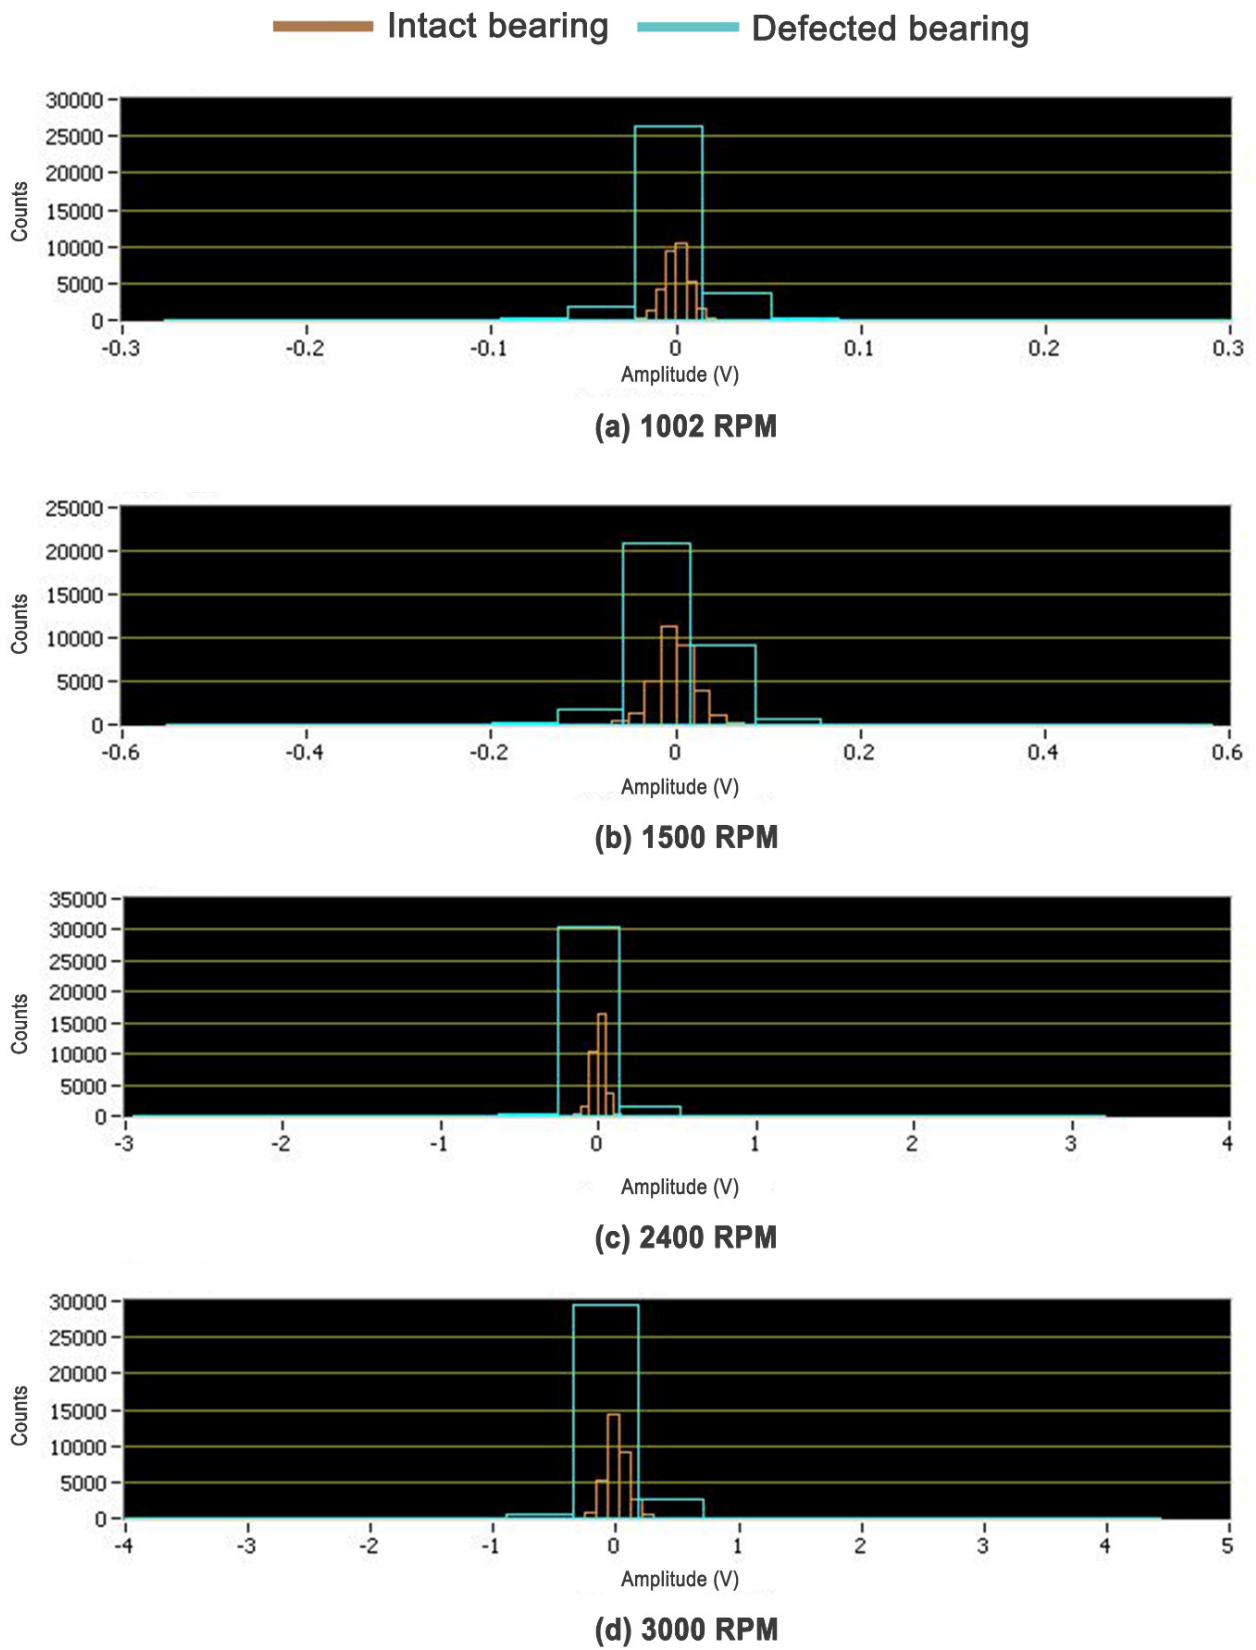 Intact bearing Defected bearing
30000
25000
20000
15000
10000
5000
0
Counts
-0.3 -0.2 -0.1 0 0.1 0.2 0.3
Amplitude (V)
(a) 1002 RPM
25000
20000
15000
10000
5000
0
Counts
-0.6 -0.4 -0.2 0 0.2 0.4 0.6
Amplitude (V)
(b) 1500 RPM
35000
30000
25000
20000
15000
10000
5000
0
Counts
-3 -2 -1 0 1 2 3 4
Amplitude (V)
(c) 2400 RPM
30000
25000
20000
15000
10000
5000
0
Counts
-4 -3 -2 -1 0 1 2 3 4 5
Amplitude (V)
(d) 3000 RPM